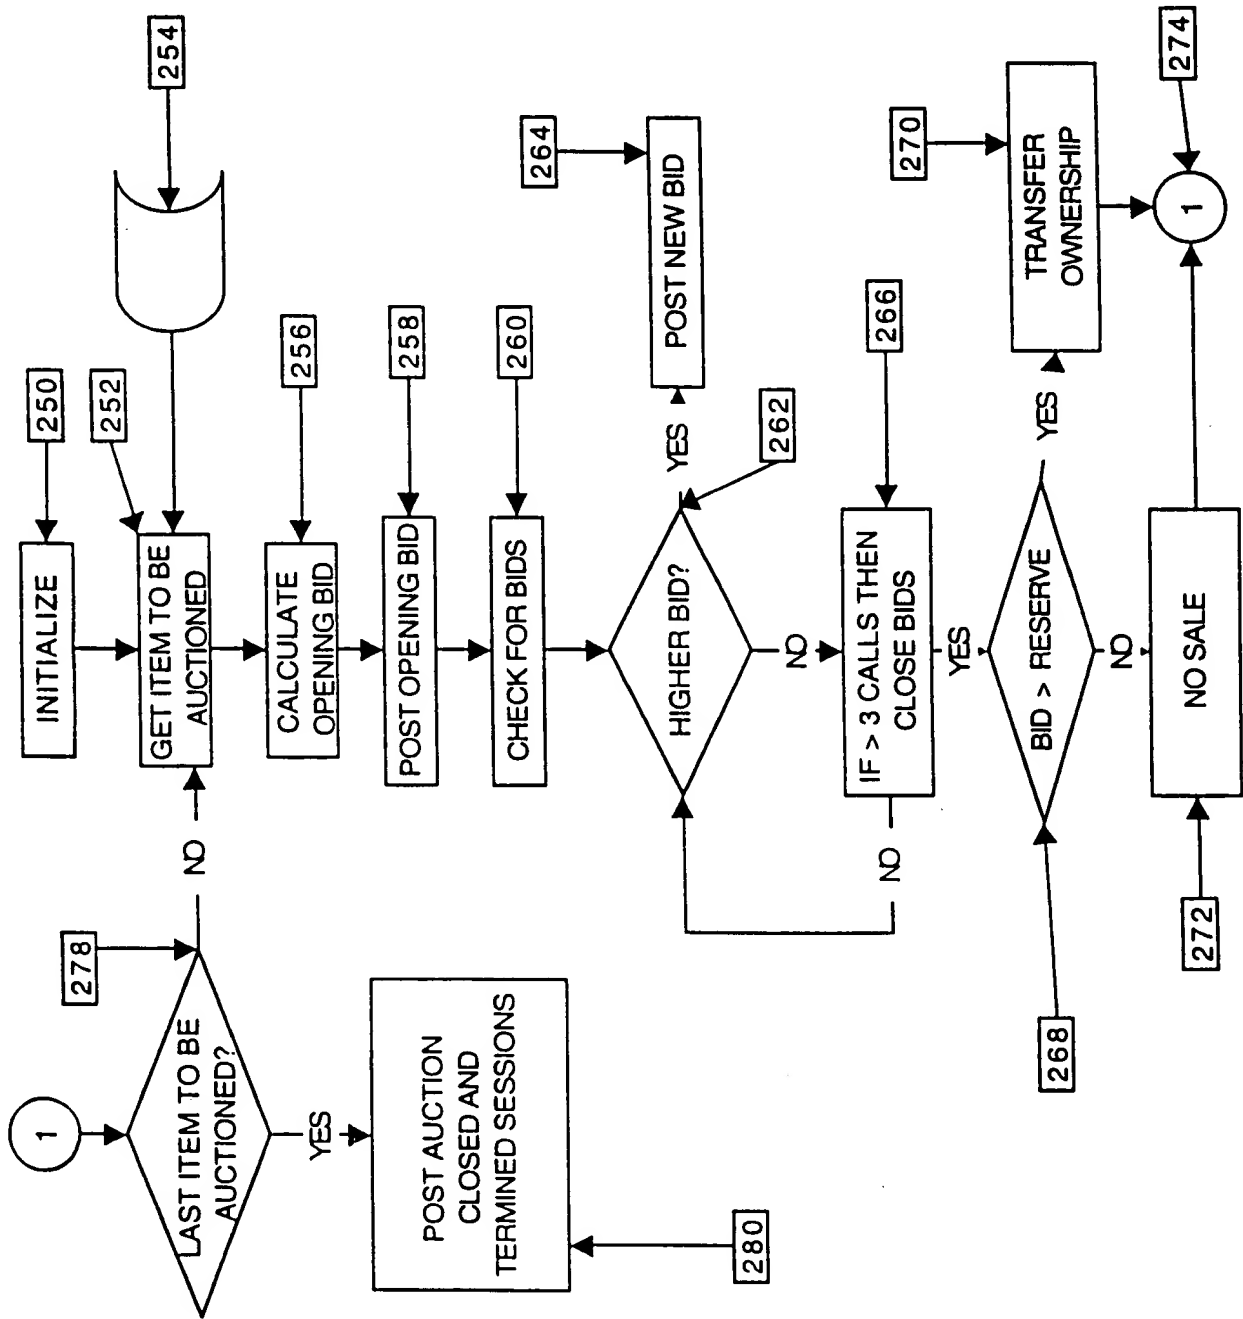 1
278
LAST ITEM TO BE
AUCTIONED?
NO
YES
POST AUCTION
CLOSED AND
TERMINED SESSIONS
280
INITIALIZE
250
252
GET ITEM TO BE
AUCTIONED
254
CALCULATE
OPENING BID
256
POST OPENING BID
258
CHECK FOR BIDS
260
HIGHER BID?
262
YES
POST NEW BID
264
NO
IF > 3 CALLS THEN
CLOSE BIDS
266
NO
YES
BID > RESERVE
268
YES
TRANSFER
OWNERSHIP
270
NO
NO SALE
272
1
274